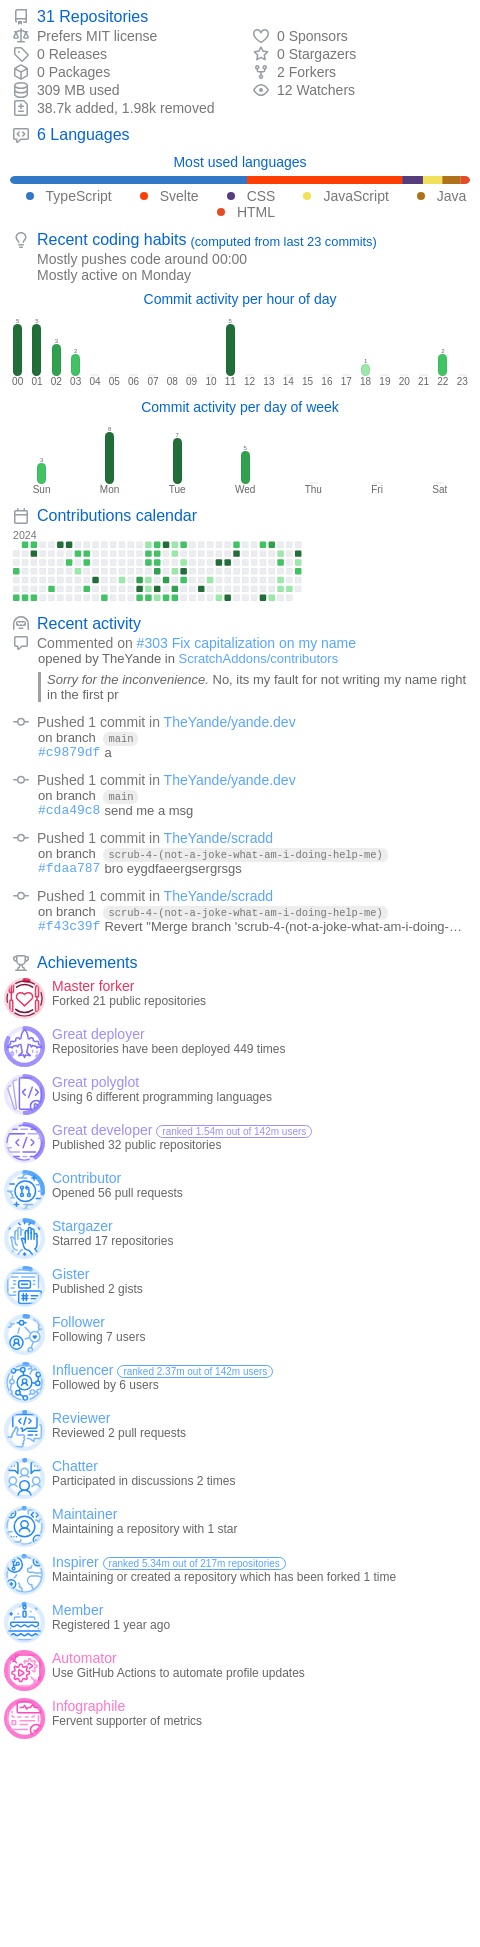 31 Repositories
Prefers MIT license
0 Sponsors
0 Releases
0 Stargazers
0 Packages
2 Forkers
309 MB used
12 Watchers
38.7k added, 1.98k removed
6 Languages
Most used languages
TypeScript Svelte CSS JavaScript Java
HTML
Recent coding habits (computed from last 23 commits)
Mostly pushes code around 00:00
Mostly active on Monday
Commit activity per hour of day
5 5 3 2 5 1 2
00 01 02 03 04 05 06 07 08 09 10 11 12 13 14 15 16 17 18 19 20 21 22 23
Commit activity per day of week
3 8 7 5
Sun Mon Tue Wed Thu Fri Sat
Contributions calendar
2024
Recent activity
Commented on #303 Fix capitalization on my name
opened by TheYande in ScratchAddons/contributors
Sorry for the inconvenience. No, its my fault for not writing my name right
in the first pr
Pushed 1 commit in TheYande/yande.dev
on branch main
#c9879df a
Pushed 1 commit in TheYande/yande.dev
on branch main
#cda49c8 send me a msg
Pushed 1 commit in TheYande/scradd
on branch scrub-4-(not-a-joke-what-am-i-doing-help-me)
#fdaa787 bro eygdfaeergsergrsgs
Pushed 1 commit in TheYande/scradd
on branch scrub-4-(not-a-joke-what-am-i-doing-help-me)
#f43c39f Revert "Merge branch 'scrub-4-(not-a-joke-what-am-i-doing-…
Achievements
Master forker
Forked 21 public repositories
Great deployer
Repositories have been deployed 449 times
Great polyglot
Using 6 different programming languages
Great developer ranked 1.54m out of 142m users
Published 32 public repositories
Contributor
Opened 56 pull requests
Stargazer
Starred 17 repositories
Gister
Published 2 gists
Follower
Following 7 users
Influencer ranked 2.37m out of 142m users
Followed by 6 users
Reviewer
Reviewed 2 pull requests
Chatter
Participated in discussions 2 times
Maintainer
Maintaining a repository with 1 star
Inspirer ranked 5.34m out of 217m repositories
Maintaining or created a repository which has been forked 1 time
Member
Registered 1 year ago
Automator
Use GitHub Actions to automate profile updates
Infographile
Fervent supporter of metrics